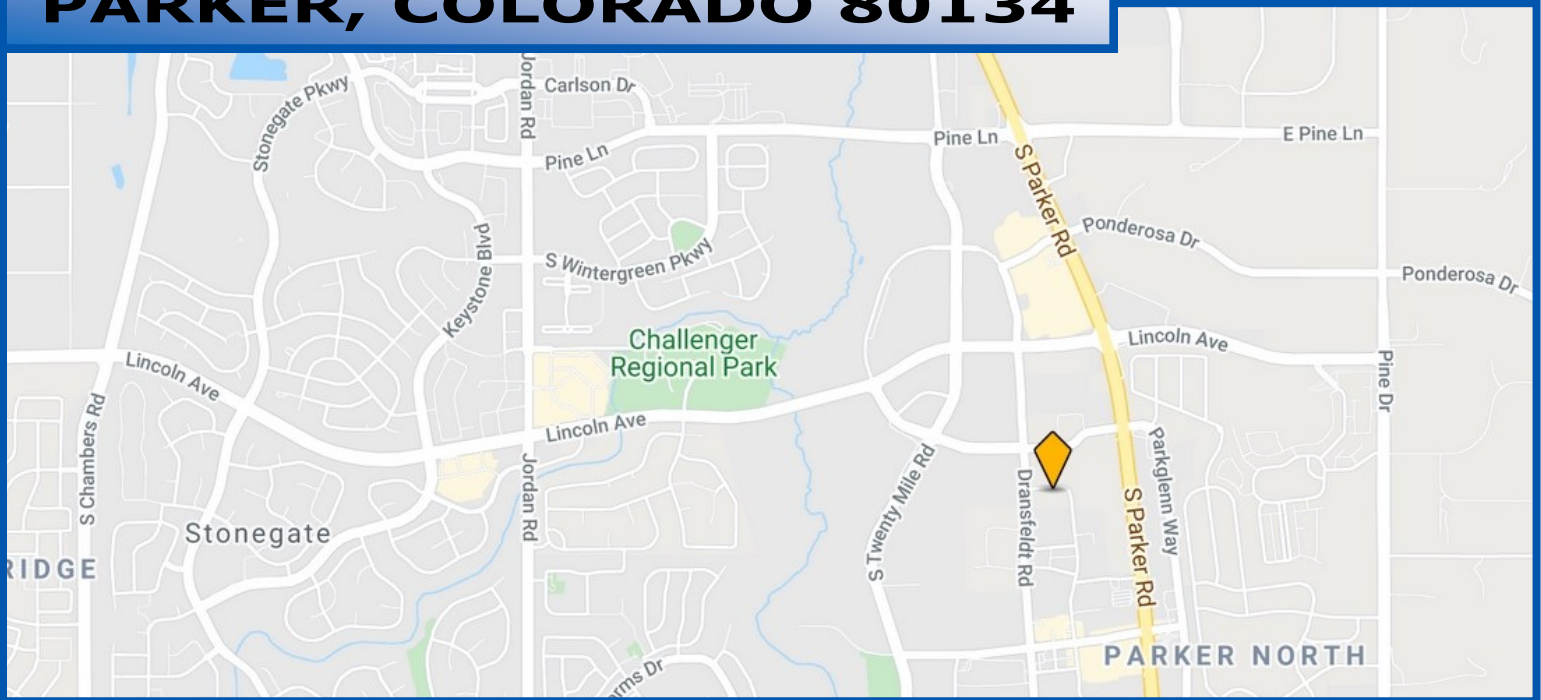 PARKER, COLORADO 80134
Stonegate Pkwy
Jordan Rd
Carlson Dr
Pine Ln
Pine Ln
E Pine Ln
S Parker Rd
Ponderosa Dr
Ponderosa Dr
Keystone Blvd
S Wintergreen Pkwy
Challenger
Regional Park
Lincoln Ave
Lincoln Ave
Lincoln Ave
Pine Dr
S Chambers Rd
Jordan Rd
S Twenty Mile Rd
Dransfeldt Rd
Parkglenn Way
S Parker Rd
Stonegate
PARKER NORTH